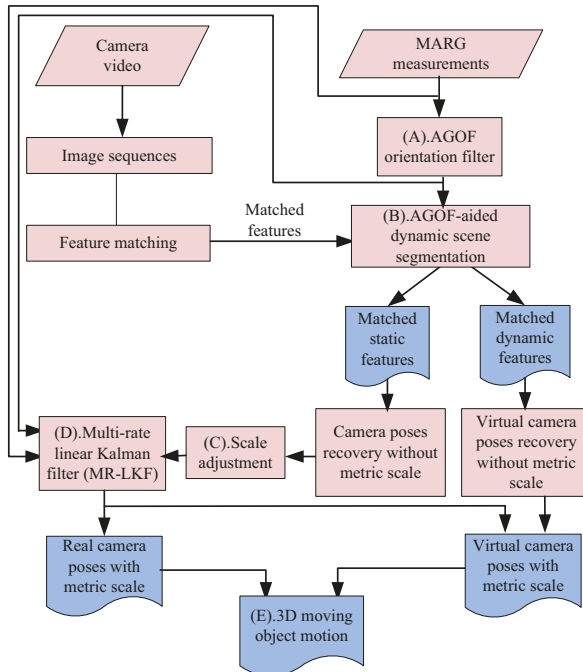 Camera
video
MARG
measurements
(A).AGOF
orientation filter
Image sequences
Matched
features
Feature matching
(B).AGOF-aided
dynamic scene
segmentation
Matched
static
features
Matched
dynamic
features
(D).Multi-rate
linear Kalman
filter (MR-LKF)
(C).Scale
adjustment
Camera poses
recovery without
metric scale
Virtual camera
poses recovery
without metric
scale
Real camera
poses with
metric scale
Virtual camera
poses with
metric scale
(E).3D moving
object motion